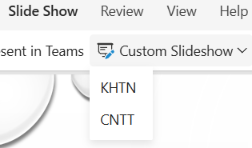 Slide Show Review View Help
esent in Teams Custom Slideshow
KHTN
CNTT